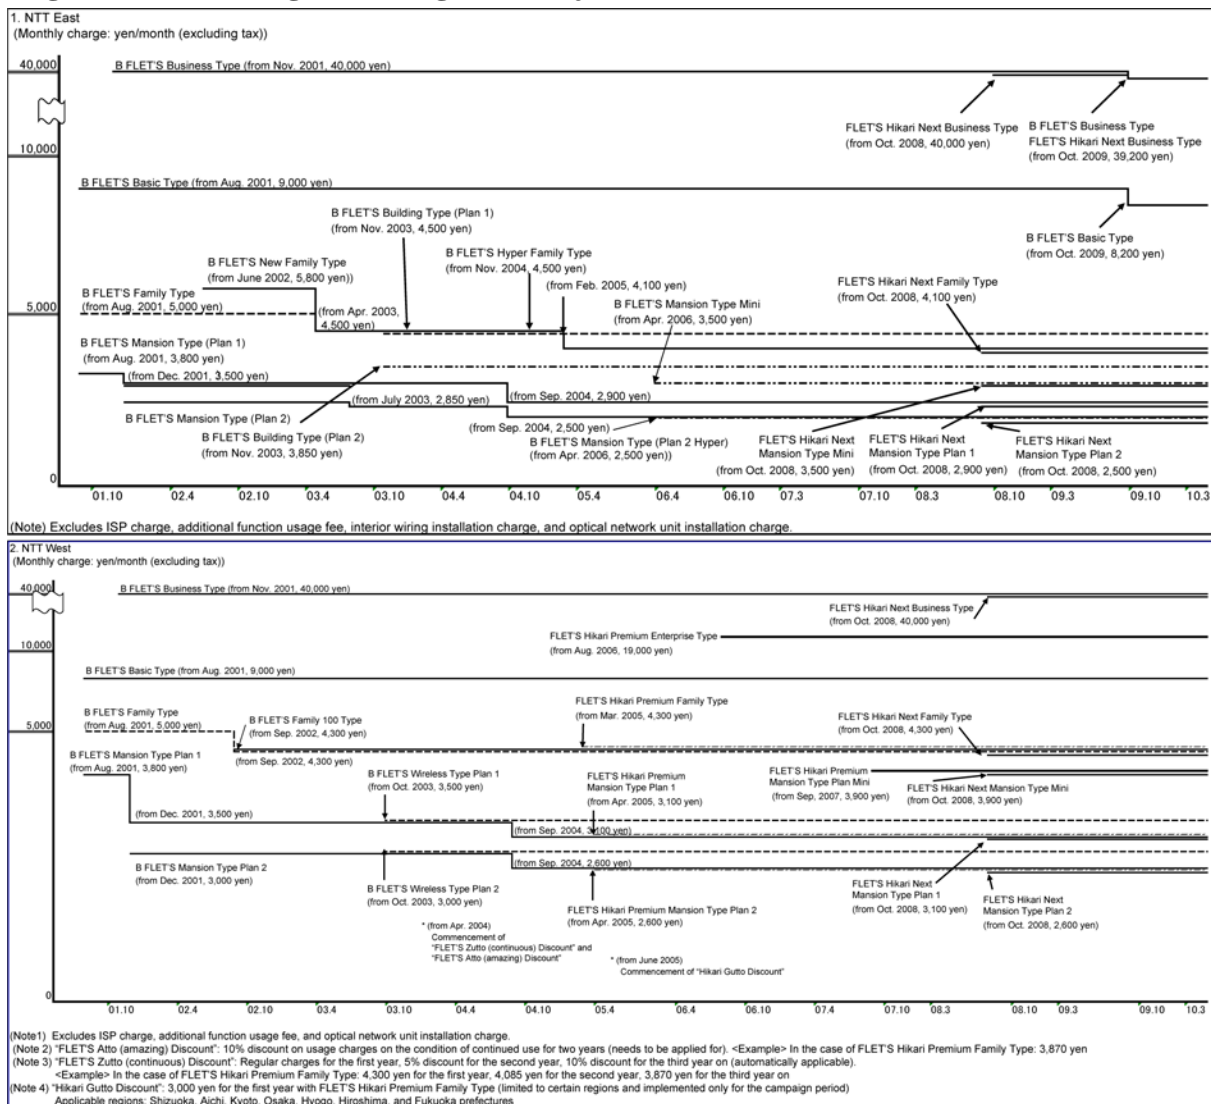 1. NTT East
(Monthly charge: yen/month (excluding tax))
40,000
B FLET'S Business Type (from Nov. 2001, 40,000 yen)
FLET'S Hikari Next Business Type
(from Oct. 2008, 40,000 yen)
B FLET'S Business Type
FLET'S Hikari Next Business Type
(from Oct. 2009, 39,200 yen)
10,000
B FLET'S Basic Type (from Aug. 2001, 9,000 yen)
B FLET'S Basic Type
(from Oct. 2009, 8,200 yen)
B FLET'S Building Type (Plan 1)
(from Nov. 2003, 4,500 yen)
B FLET'S Hyper Family Type
(from Nov. 2004, 4,500 yen)
(from Feb. 2005, 4,100 yen)
B FLET'S New Family Type
(from June 2002, 5,800 yen))
FLET'S Hikari Next Family Type
(from Oct. 2008, 4,100 yen)
B FLET'S Family Type
(from Aug. 2001, 5,000 yen)
(from Apr. 2003,
4,500 yen)
B FLET'S Mansion Type Mini
(from Apr. 2006, 3,500 yen)
5,000
B FLET'S Mansion Type (Plan 1)
(from Aug. 2001, 3,800 yen)
(from Dec. 2001, 3,500 yen)
(from July 2003, 2,850 yen)
(from Sep. 2004, 2,900 yen)
B FLET'S Mansion Type (Plan 2)
(from Sep. 2004, 2,500 yen)
B FLET'S Building Type (Plan 2)
(from Nov. 2003, 3,850 yen)
B FLET'S Mansion Type (Plan 2 Hyper)
(from Apr. 2006, 2,500 yen))
FLET'S Hikari Next
Mansion Type Mini
(from Oct. 2008, 3,500 yen)
FLET'S Hikari Next
Mansion Type Plan 1
(from Oct. 2008, 2,900 yen)
FLET'S Hikari Next
Mansion Type Plan 2
(from Oct. 2008, 2,500 yen)
0
01.10 02.4 02.10 03.4 03.10 04.4 04.10 05.4 06.4 06.10 07.3 07.10 08.3 08.10 09.3 09.10 10.3
(Note) Excludes ISP charge, additional function usage fee, interior wiring installation charge, and optical network unit installation charge.
2. NTT West
(Monthly charge: yen/month (excluding tax))
40,000
B FLET'S Business Type (from Nov. 2001, 40,000 yen)
FLET'S Hikari Next Business Type
(from Oct. 2008, 40,000 yen)
FLET'S Hikari Premium Enterprise Type
(from Aug. 2006, 19,000 yen)
10,000
B FLET'S Basic Type (from Aug. 2001, 9,000 yen)
FLET'S Hikari Premium Family Type
(from Mar. 2005, 4,300 yen)
B FLET'S Family Type
(from Aug. 2001, 5,000 yen)
B FLET'S Family 100 Type
(from Sep. 2002, 4,300 yen)
FLET'S Hikari Next Family Type
(from Oct. 2008, 4,300 yen)
5,000
(from Sep. 2002, 4,300 yen)
B FLET'S Mansion Type Plan 1
(from Aug. 2001, 3,800 yen)
B FLET'S Wireless Type Plan 1
(from Oct. 2003, 3,500 yen)
FLET'S Hikari Premium
Mansion Type Plan 1
(from Apr. 2005, 3,100 yen)
FLET'S Hikari Premium
Mansion Type Plan Mini
(from Sep, 2007, 3,900 yen)
FLET'S Hikari Next Mansion Type Mini
(from Oct. 2008, 3,900 yen)
(from Dec. 2001, 3,500 yen)
(from Sep. 2004, 3,100 yen)
B FLET'S Mansion Type Plan 2
(from Dec. 2001, 3,000 yen)
(from Sep. 2004, 2,600 yen)
B FLET'S Wireless Type Plan 2
(from Oct. 2003, 3,000 yen)
FLET'S Hikari Premium Mansion Type Plan 2
(from Apr. 2005, 2,600 yen)
FLET'S Hikari Next
Mansion Type Plan 1
(from Oct. 2008, 3,100 yen)
FLET'S Hikari Next
Mansion Type Plan 2
(from Oct. 2008, 2,600 yen)
* (from Apr. 2004)
Commencement of
"FLET'S Zutto (continuous) Discount" and
"FLET'S Atto (amazing) Discount"
* (from June 2005)
Commencement of "Hikari Gutto Discount"
0
01.10 02.4 02.10 03.4 03.10 04.4 04.10 05.4 06.4 06.10 07.3 07.10 08.3 08.10 09.3 09.10 10.3
(Note1) Excludes ISP charge, additional function usage fee, and optical network unit installation charge.
(Note 2) "FLET'S Atto (amazing) Discount": 10% discount on usage charges on the condition of continued use for two years (needs to be applied for). <Example> In the case of FLET'S Hikari Premium Family Type: 3,870 yen
(Note 3) "FLET'S Zutto (continuous) Discount": Regular charges for the first year, 5% discount for the second year, 10% discount for the third year on (automatically applicable).
<Example> In the case of FLET'S Hikari Premium Family Type: 4,300 yen for the first year, 4,085 yen for the second year, 3,870 yen for the third year on
(Note 4) "Hikari Gutto Discount": 3,000 yen for the first year with FLET'S Hikari Premium Family Type (limited to certain regions and implemented only for the campaign period)
Applicable regions: Shizuoka, Aichi, Kyoto, Osaka, Hyogo, Hiroshima, and Fukuoka prefectures